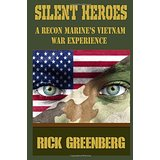 SILENT HEROES
A RECON MARINE'S VIETNAM
WAR EXPERIENCE
RICK GREENBERG